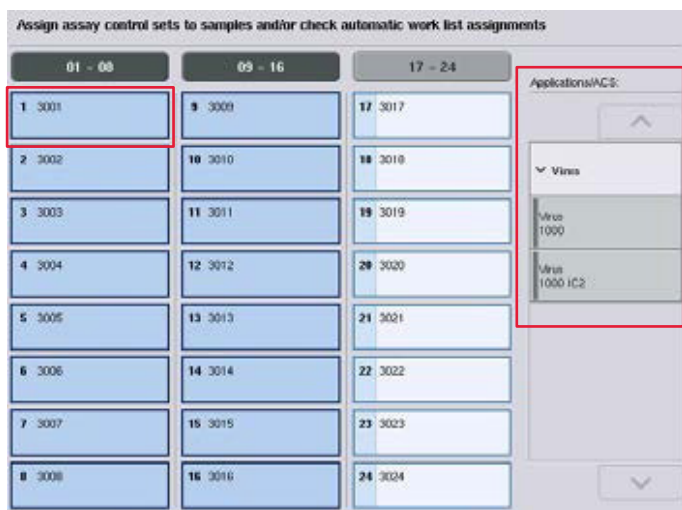 Assign assay control sets to samples and/or check automatic work list assignments
01 - 08
09 - 16
17 - 24
Applications/ACS:
1 3001
9 3009
17 3017
2 3002
10 3010
18 3018
Virus
3 3003
11 3011
19 3019
Virus
1000
4 3004
12 3012
20 3020
Virus
1000 IC2
5 3005
13 3013
21 3021
6 3006
14 3014
22 3022
7 3007
15 3015
23 3023
8 3008
16 3016
24 3024